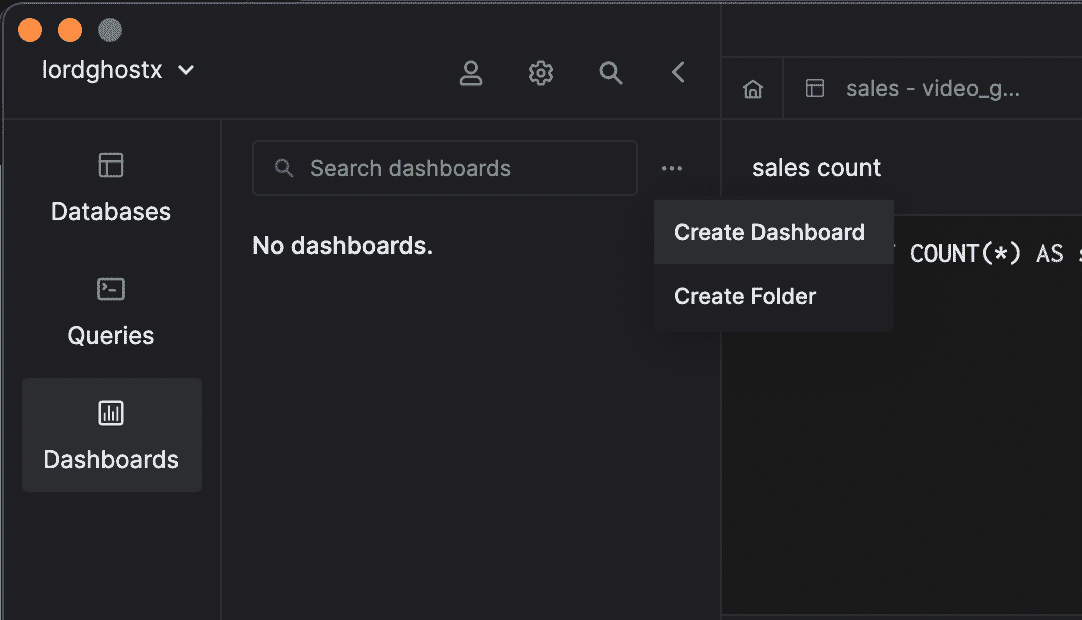 lordghostx
sales - video_g...
Databases
Queries
Dashboards
Search dashboards
No dashboards.
Create Dashboard
Create Folder
sales count
COUNT(*) AS